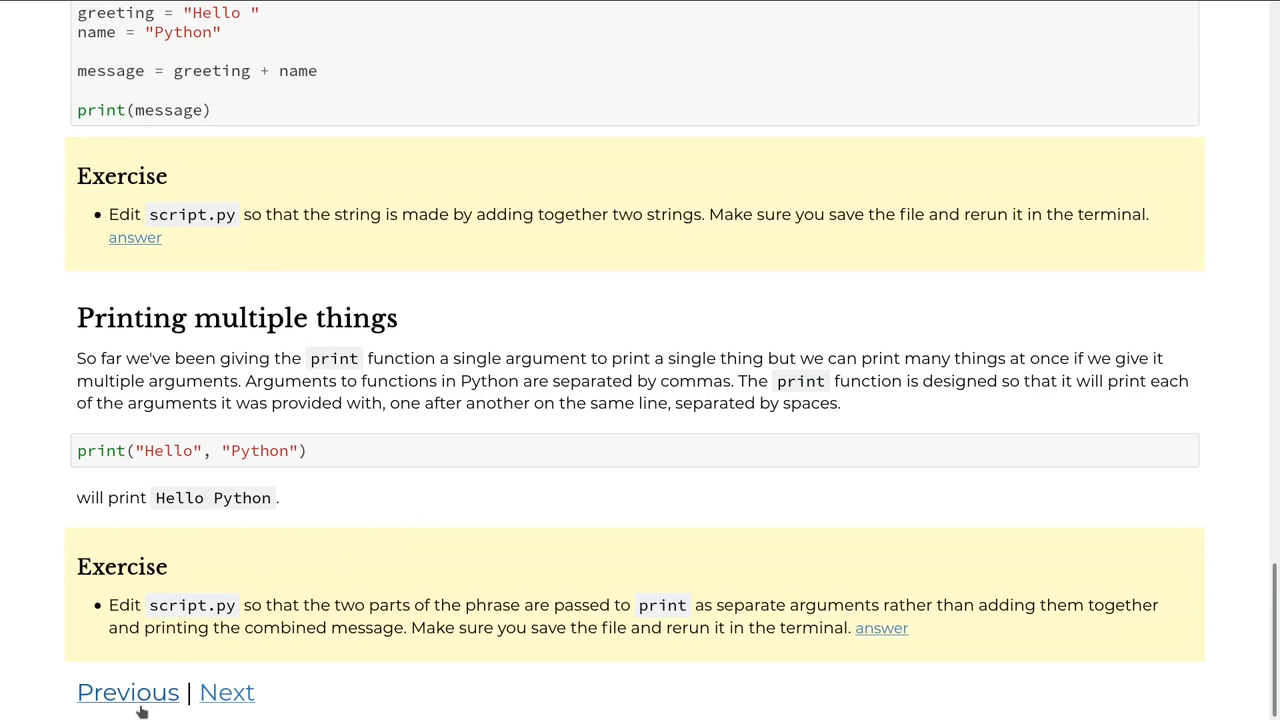 greeting = "Hello "
name = "Python"
message = greeting + name
print(message)
Exercise
• Edit script.py so that the string is made by adding together two strings. Make sure you save the file and rerun it in the terminal.
answer
Printing multiple things
So far we've been giving the print function a single argument to print a single thing but we can print many things at once if we give it
multiple arguments. Arguments to functions in Python are separated by commas. The print function is designed so that it will print each
of the arguments it was provided with, one after another on the same line, separated by spaces.
print("Hello", "Python")
will print Hello Python.
Exercise
• Edit script.py so that the two parts of the phrase are passed to print as separate arguments rather than adding them together
and printing the combined message. Make sure you save the file and rerun it in the terminal. answer
Previous | Next